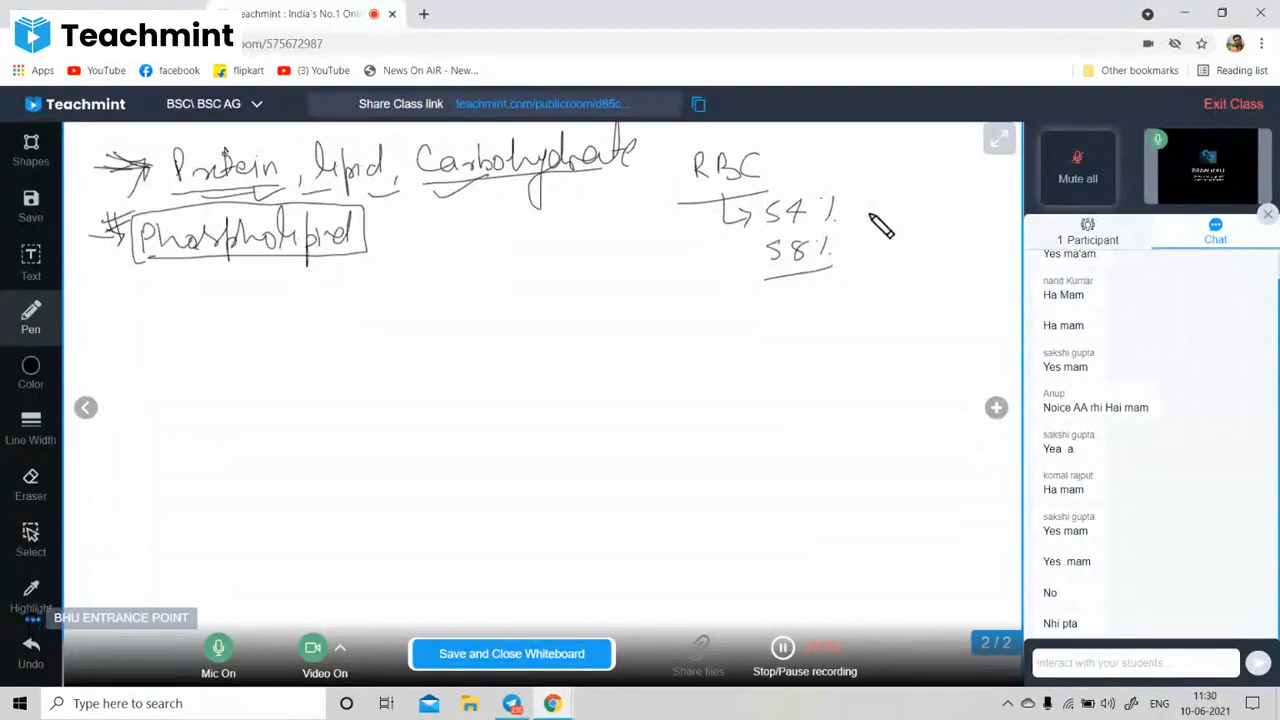 Teachmint : India's No.1 Onli
Teachmint
oom/575672987
Apps YouTube facebook flipkart (3) YouTube News On AIR - New... Other bookmarks Reading list
Teachmint BSC\ BSC AG Share Class link teachmint.com/publicroom/d85c... Exit Class
Shapes
Save
Text
Pen
Color
Line Width
Eraser
Select
Highlight
Undo
Protein , lipid , Carbohydrate
Phospholipid
RBC
54 %
58 %
Mute all
1 Participant Chat
Yes ma'am
nand Kumar
Ha Mam
Ha mam
sakshi gupta
Yes mam
Anup
Noice AA rhi Hai mam
sakshi gupta
Yea .a.
komal rajput
Ha mam
sakshi gupta
Yes mam
Yes .mam
No
Nhi pta
BHU ENTRANCE POINT
Mic On Video On Save and Close Whiteboard Share files Stop/Pause recording 2/2
Interact with your students...
Type here to search ENG 11:30
10-06-2021